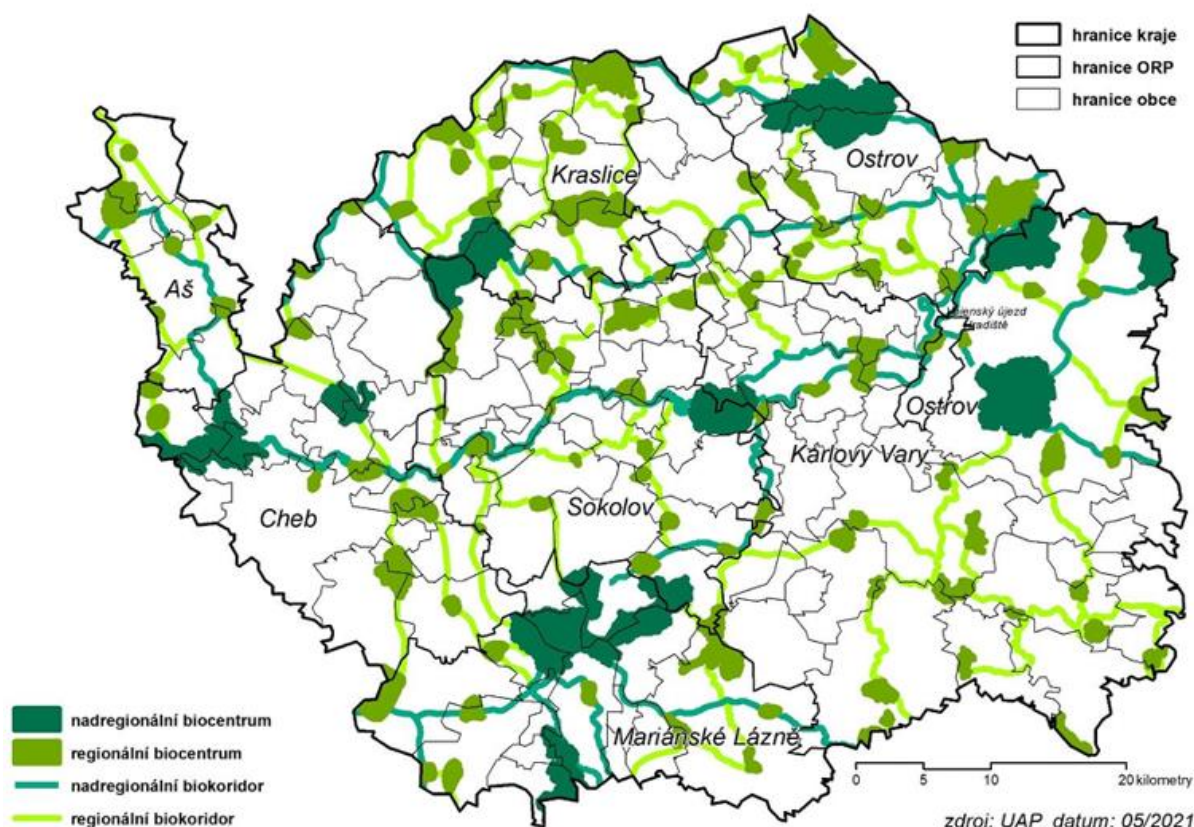 hranice kraje
hranice ORP
hranice obce
Ostrov
Kraslice
Aš
Vojenský újezd
Hradiště
Ostrov
Karlovy Vary
Sokolov
Cheb
Mariánské Lázně
nadregionální biocentrum
regionální biocentrum
nadregionální biokoridor
regionální biokoridor
0 5 10 20 kilometry
zdroj: UAP datum: 05/2021